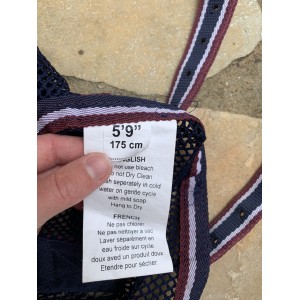 5'9"
175 cm
ENGLISH
Do not use bleach
Do not Dry Clean
Wash seperately in cold
water on gentle cycle
with mild soap
Hang to Dry
FRENCH
Ne pas chlorer
Ne pas nettoyer a vac
Laver séparément en
eau froide sur cycle
doux avec produit doux.
Etendre pour sécher.